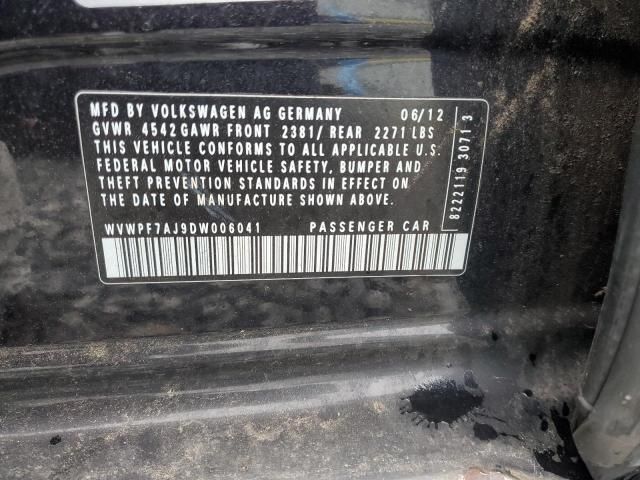 MFD BY VOLKSWAGEN AG GERMANY 06/12
GVWR 4542 GAWR FRONT 2381/ REAR 2271 LBS
THIS VEHICLE CONFORMS TO ALL APPLICABLE U.S.
FEDERAL MOTOR VEHICLE SAFETY, BUMPER AND
THEFT PREVENTION STANDARDS IN EFFECT ON
THE DATE OF MANUFACTURE SHOWN ABOVE.
WVWPF7AJ9DW006041 PASSENGER CAR
8222119 3071 3